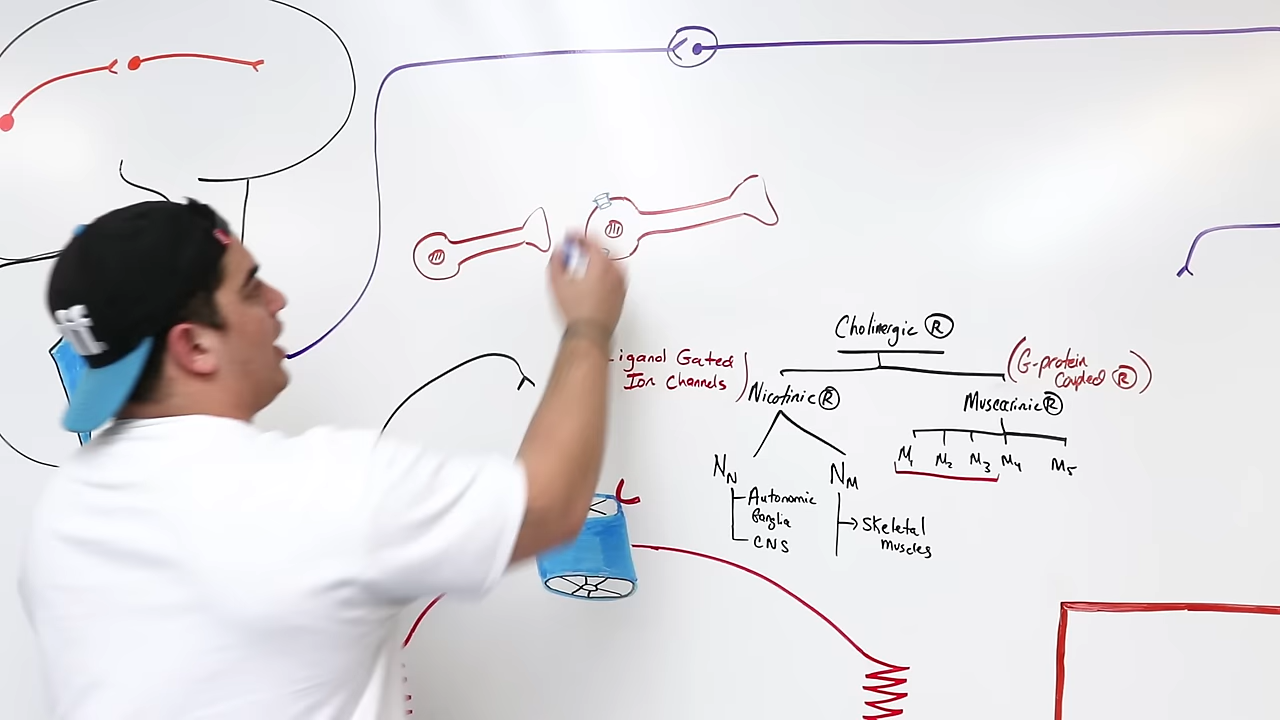 Cholinergic R
Ligand Gated
Ion Channels)
(G-protein
Coupled R)
Nicotinic R
Muscarinic R
M1 M2 M3 M4 M5
NN
NM
Autonomic
Ganglia
CNS
Skeletal
muscles
ff